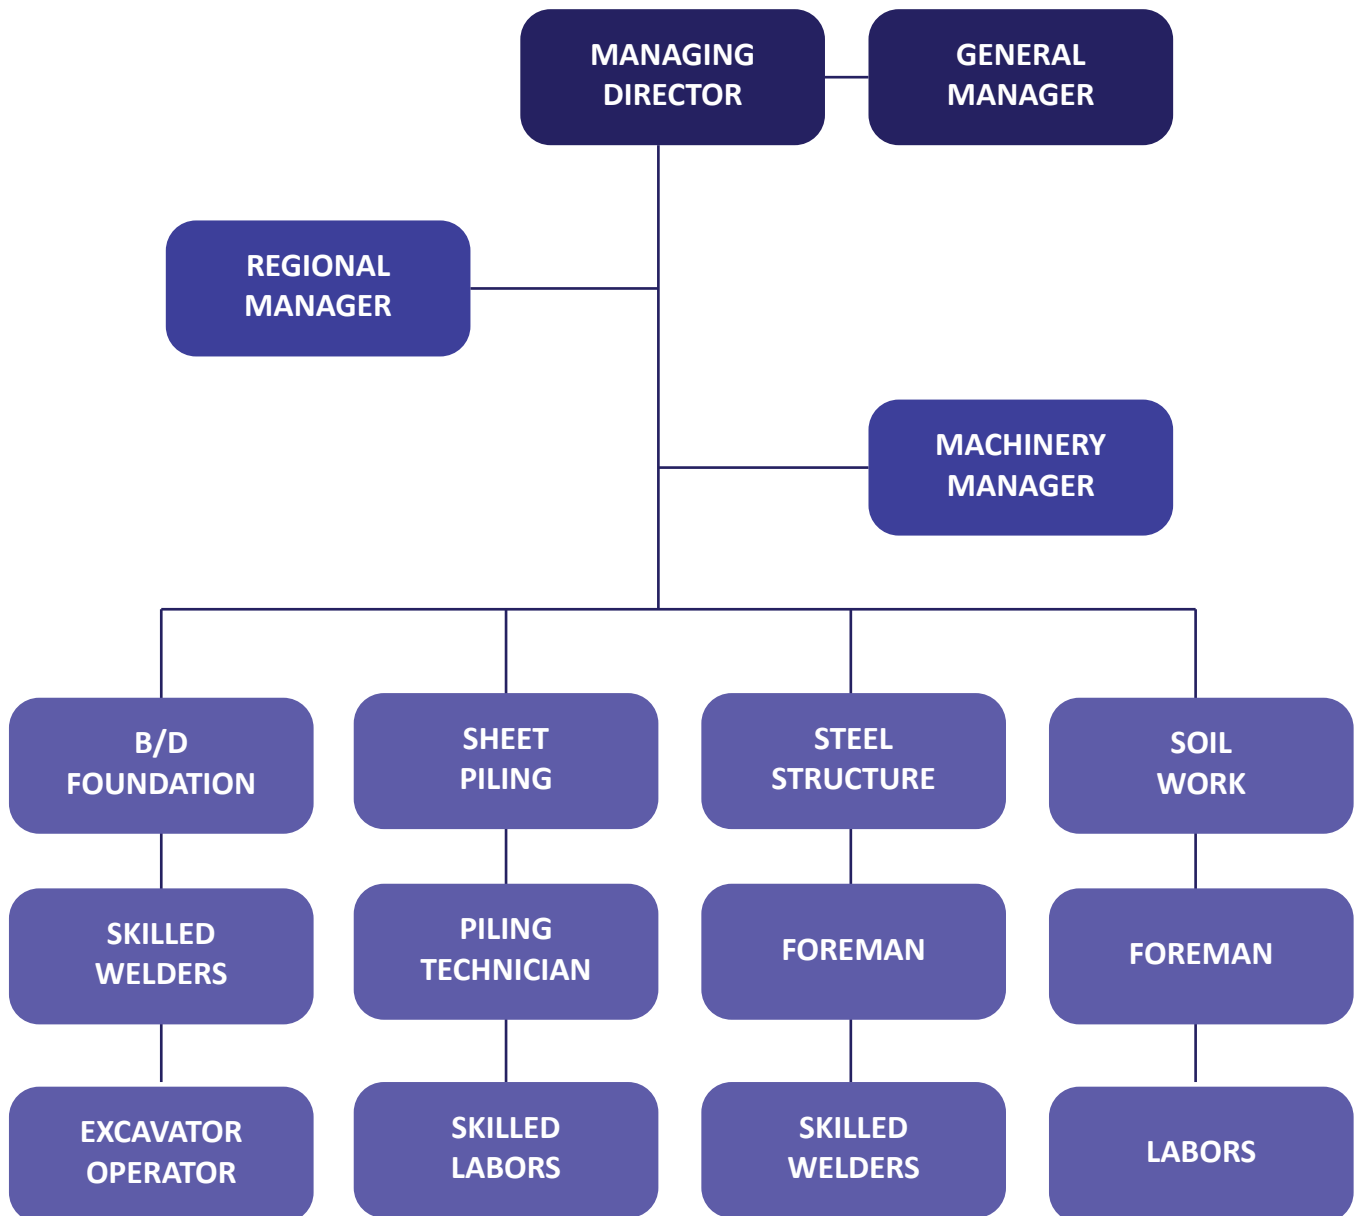 MANAGING
DIRECTOR
GENERAL
MANAGER
REGIONAL
MANAGER
MACHINERY
MANAGER
B/D
FOUNDATION
SHEET
PILING
STEEL
STRUCTURE
SOIL
WORK
SKILLED
WELDERS
PILING
TECHNICIAN
FOREMAN
FOREMAN
EXCAVATOR
OPERATOR
SKILLED
LABORS
SKILLED
WELDERS
LABORS